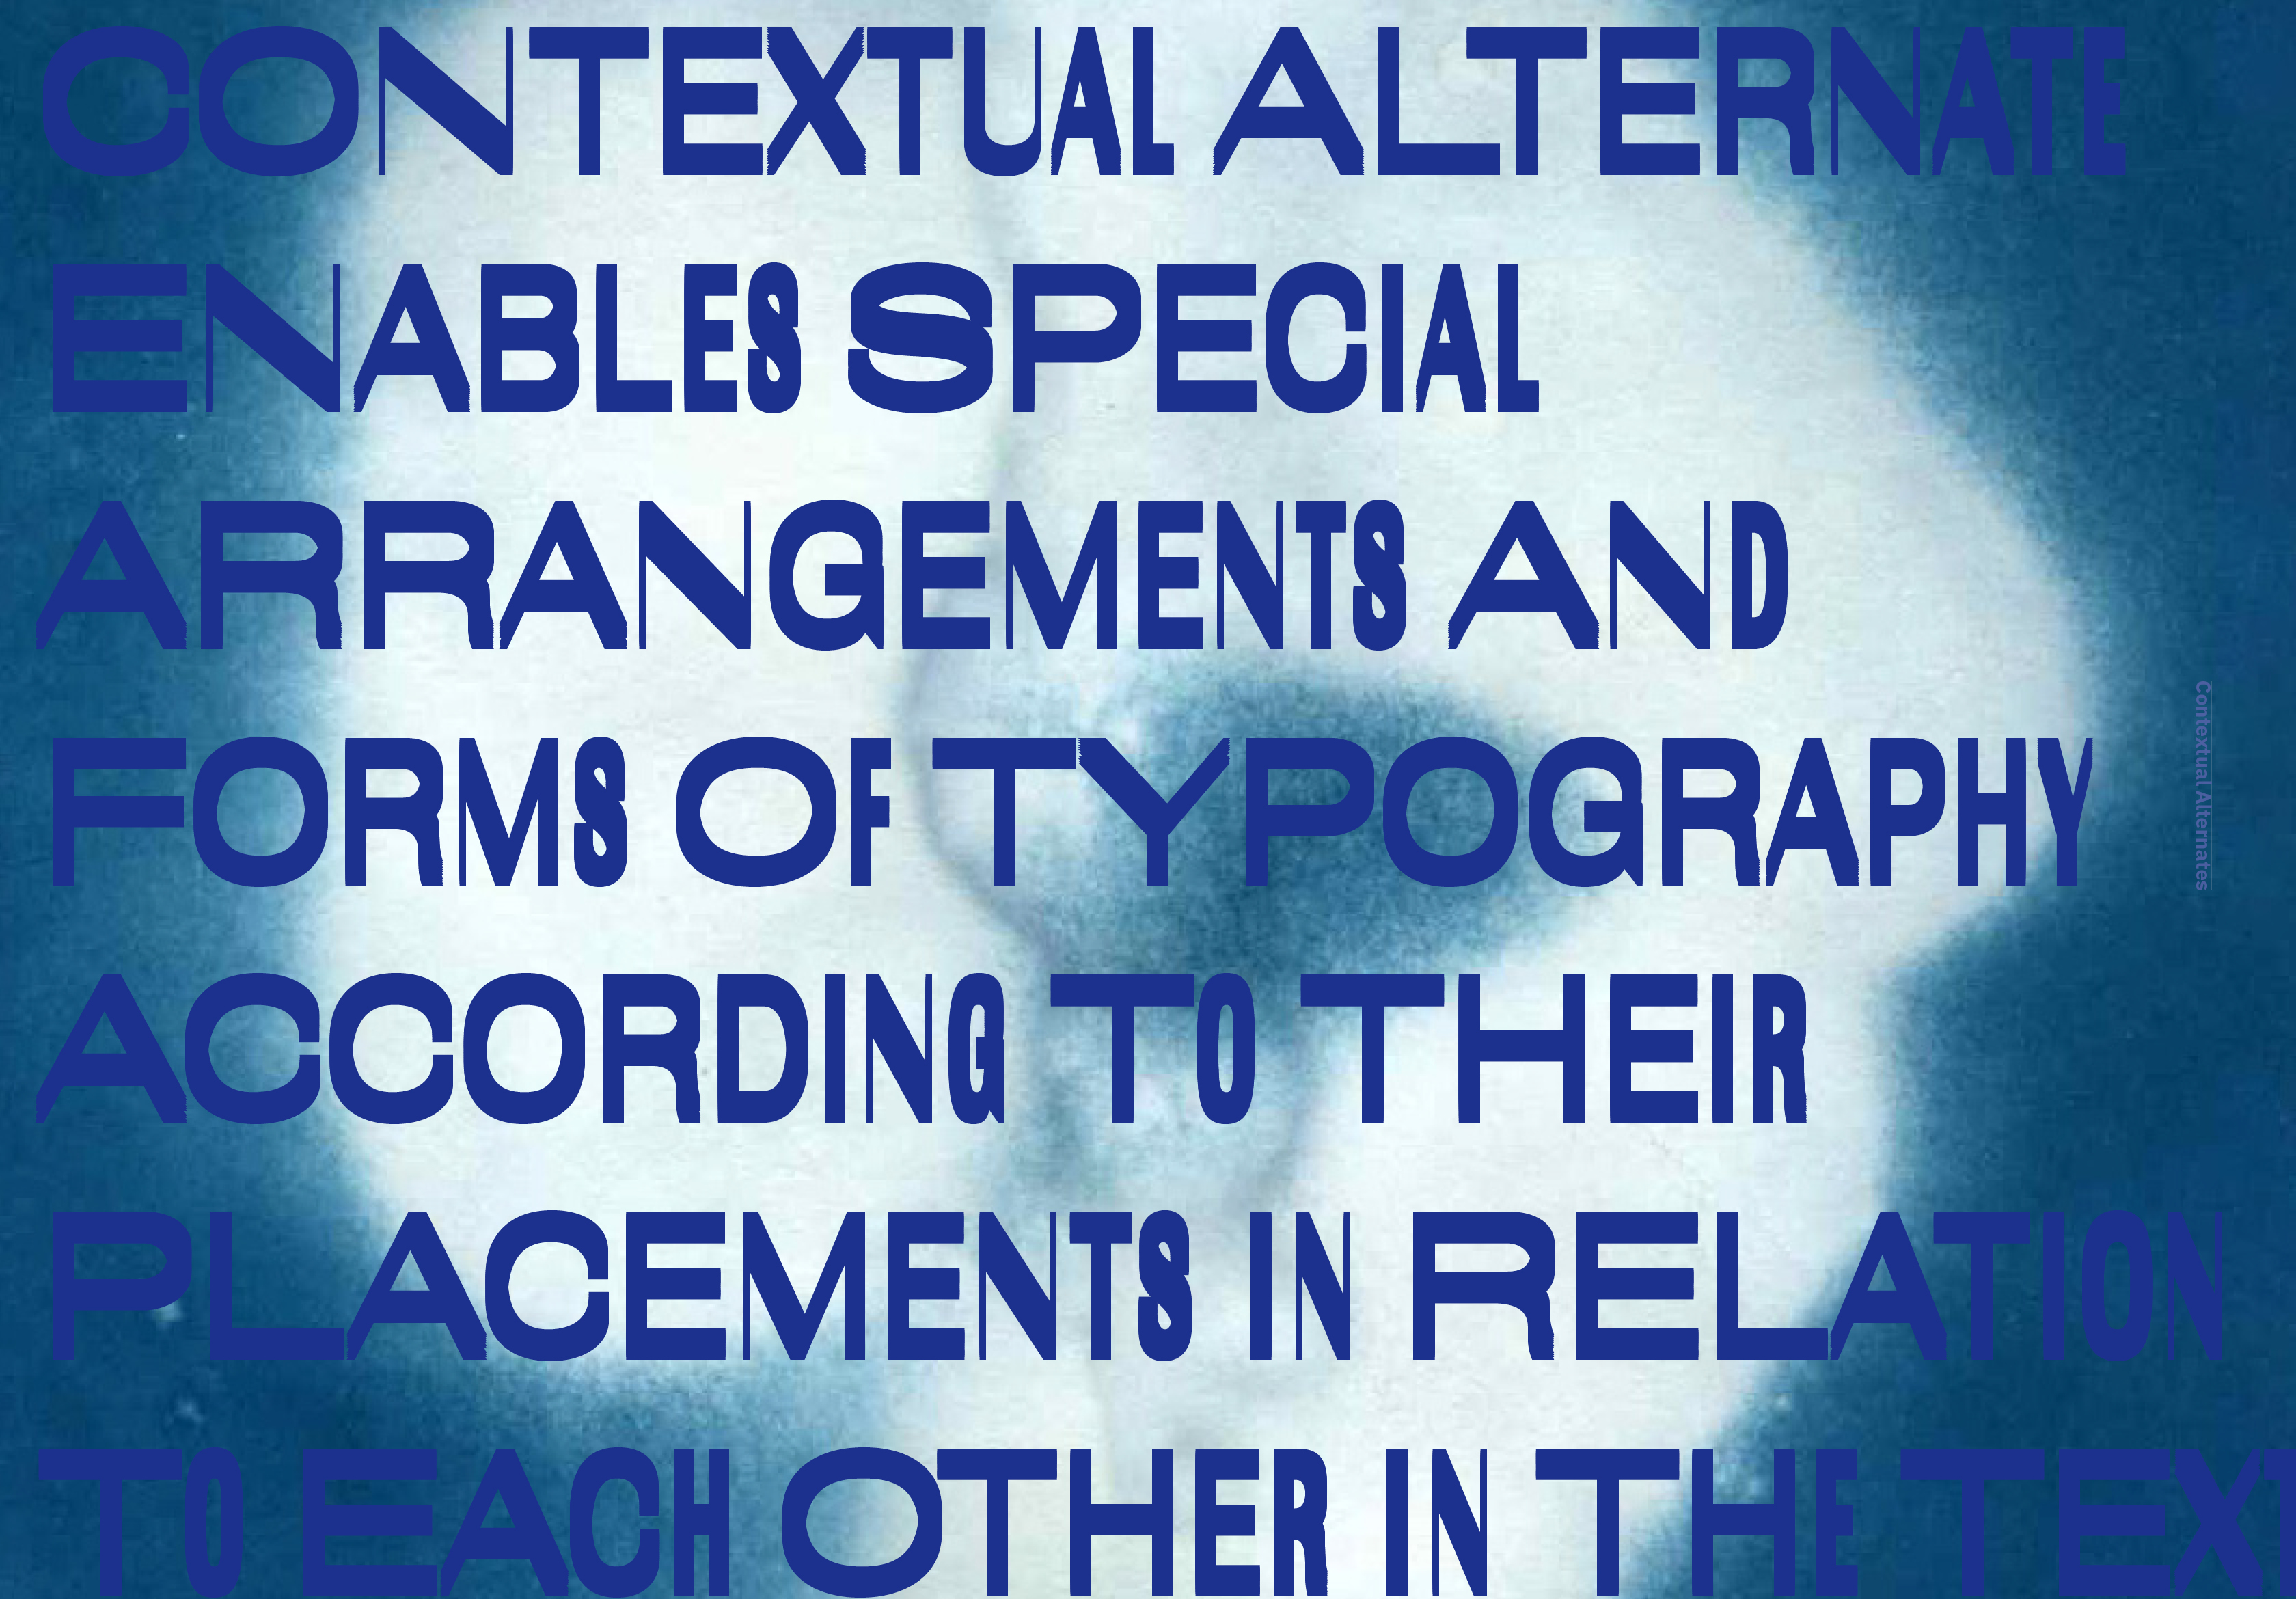 CONTEXTUAL ALTERNATE
ENABLES SPECIAL
ARRANGEMENTS AND
FORMS OF TYPOGRAPHY
ACCORDING TO THEIR
PLACEMENTS IN RELATION
TO EACH OTHER IN THE TEXT
Contextual Alternates